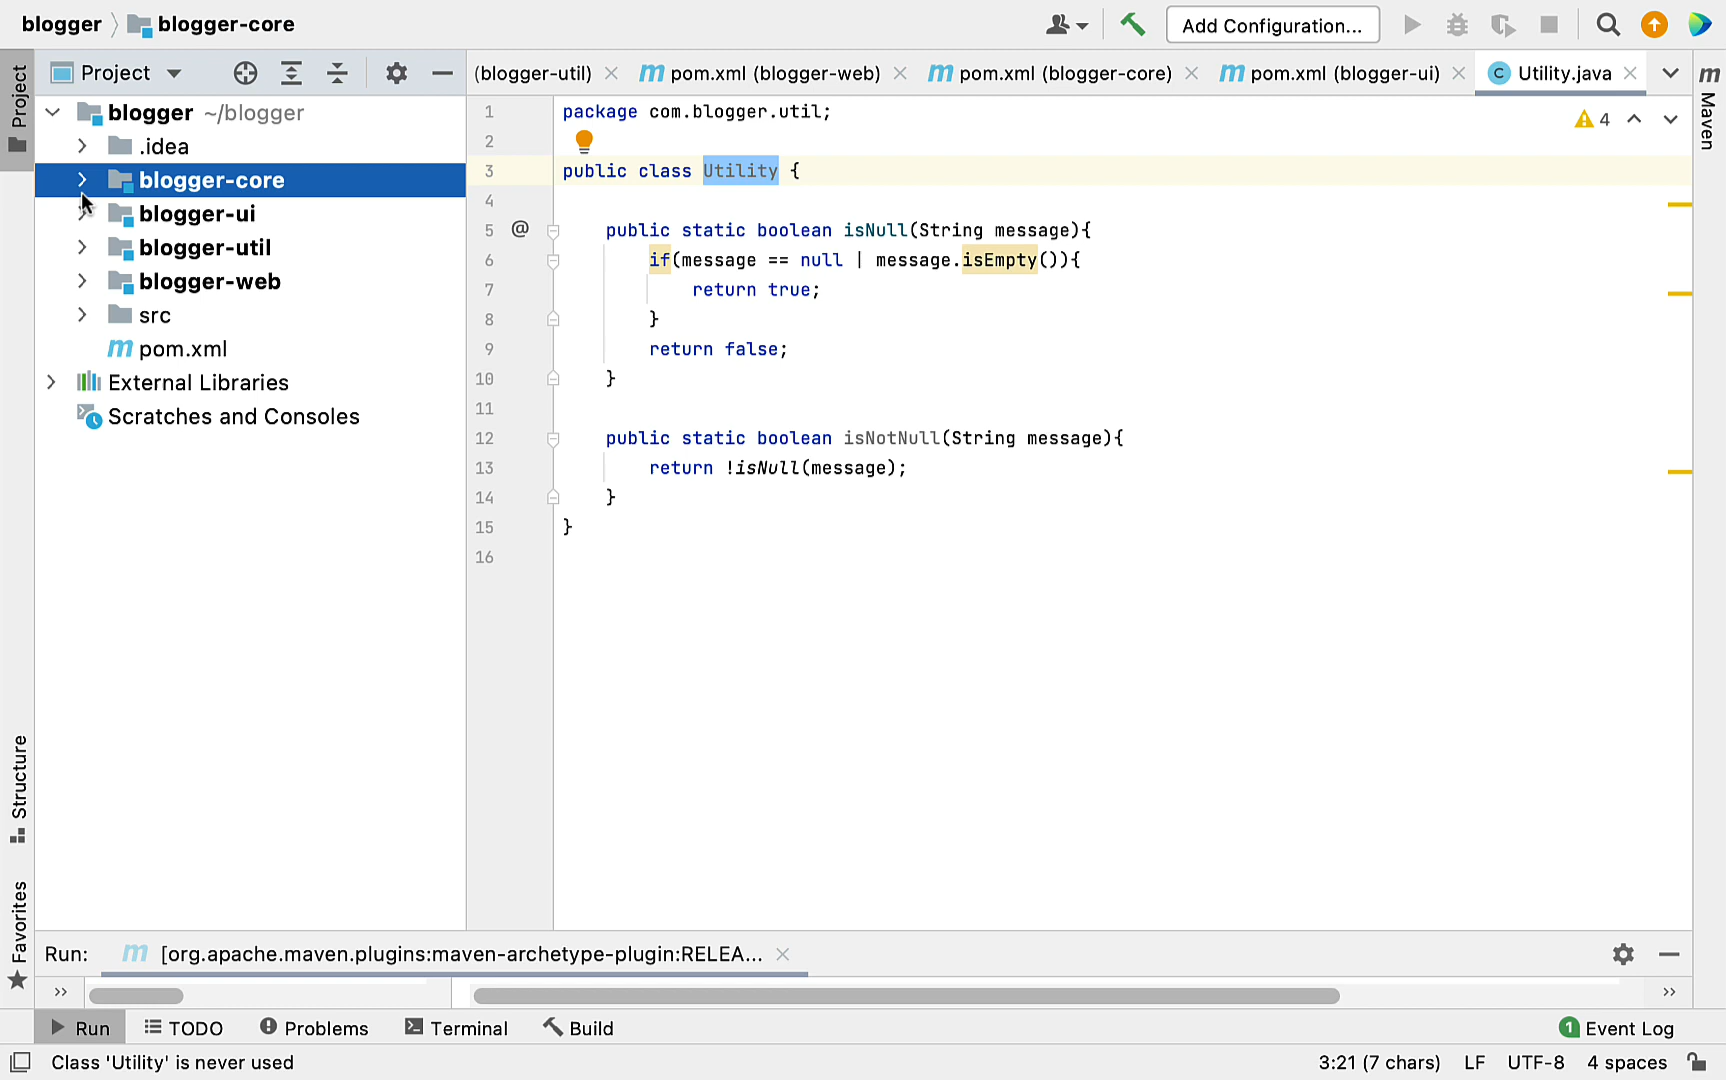 blogger blogger-core Add Configuration...
Project
(blogger-util) pom.xml (blogger-web) pom.xml (blogger-core) pom.xml (blogger-ui) Utility.java
Project
Maven
Structure
Favorites
blogger ~/blogger
.idea
blogger-core
blogger-ui
blogger-util
blogger-web
src
pom.xml
External Libraries
Scratches and Consoles
4
1 package com.blogger.util;
2
3 public class Utility {
4
5 @ public static boolean isNull(String message){
6 if(message == null | message.isEmpty()){
7 return true;
8 }
9 return false;
10 }
11
12 public static boolean isNotNull(String message){
13 return !isNull(message);
14 }
15 }
16
Run: [org.apache.maven.plugins:maven-archetype-plugin:RELEA...
Run TODO Problems Terminal Build 1 Event Log
Class 'Utility' is never used 3:21 (7 chars) LF UTF-8 4 spaces